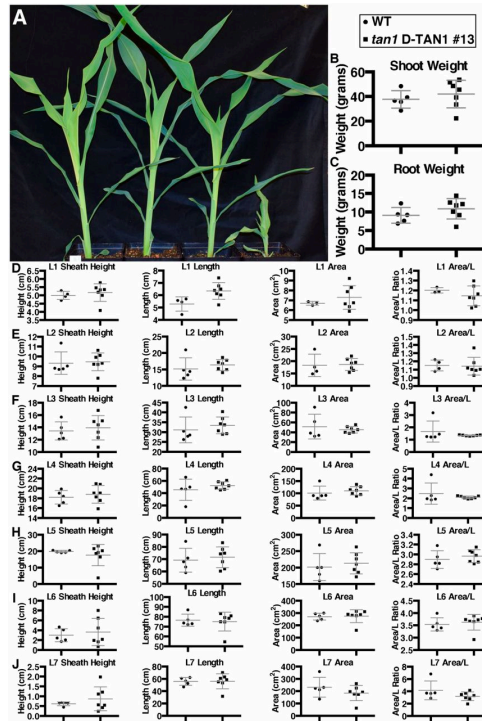 A
● WT
■ tan1 D-TAN1 #13
B
Shoot Weight
Weight (grams)
60
40
20
0
C
Root Weight
Weight (grams)
20
15
10
5
0
D
L1 Sheath Height
Height (cm)
6.5
6.0
5.5
5.0
4.5
4.0
3.5
L1 Length
Length (cm)
8
7
6
5
4
L1 Area
Area (cm²)
10
9
8
7
6
5
L1 Area/L
Area/L Ratio
1.4
1.3
1.2
1.1
1.0
0.9
E
L2 Sheath Height
Height (cm)
12
11
10
9
8
7
L2 Length
Length (cm)
25
20
15
10
L2 Area
Area (cm²)
30
25
20
15
10
L2 Area/L
Area/L Ratio
1.4
1.3
1.2
1.1
1.0
0.9
F
L3 Sheath Height
Height (cm)
18
16
14
12
10
L3 Length
Length (cm)
45
40
35
30
25
20
L3 Area
Area (cm²)
100
80
60
40
20
0
L3 Area/L
Area/L Ratio
4
3
2
1
0
G
L4 Sheath Height
Height (cm)
24
22
20
18
16
14
L4 Length
Length (cm)
80
60
40
20
0
L4 Area
Area (cm²)
200
150
100
50
0
L4 Area/L
Area/L Ratio
5
4
3
2
1
0
H
L5 Sheath Height
Height (cm)
30
20
10
0
L5 Length
Length (cm)
90
80
70
60
50
L5 Area
Area (cm²)
300
250
200
150
L5 Area/L
Area/L Ratio
3.6
3.4
3.2
3.0
2.8
2.6
2.4
I
L6 Sheath Height
Height (cm)
10
8
6
4
2
0
L6 Length
Length (cm)
100
90
80
70
60
50
L6 Area
Area (cm²)
400
300
200
100
0
L6 Area/L
Area/L Ratio
4.5
4.0
3.5
3.0
2.5
J
L7 Sheath Height
Height (cm)
2.5
2.0
1.5
1.0
0.5
0.0
L7 Length
Length (cm)
80
60
40
20
0
L7 Area
Area (cm²)
400
300
200
100
0
L7 Area/L
Area/L Ratio
8
6
4
2
0